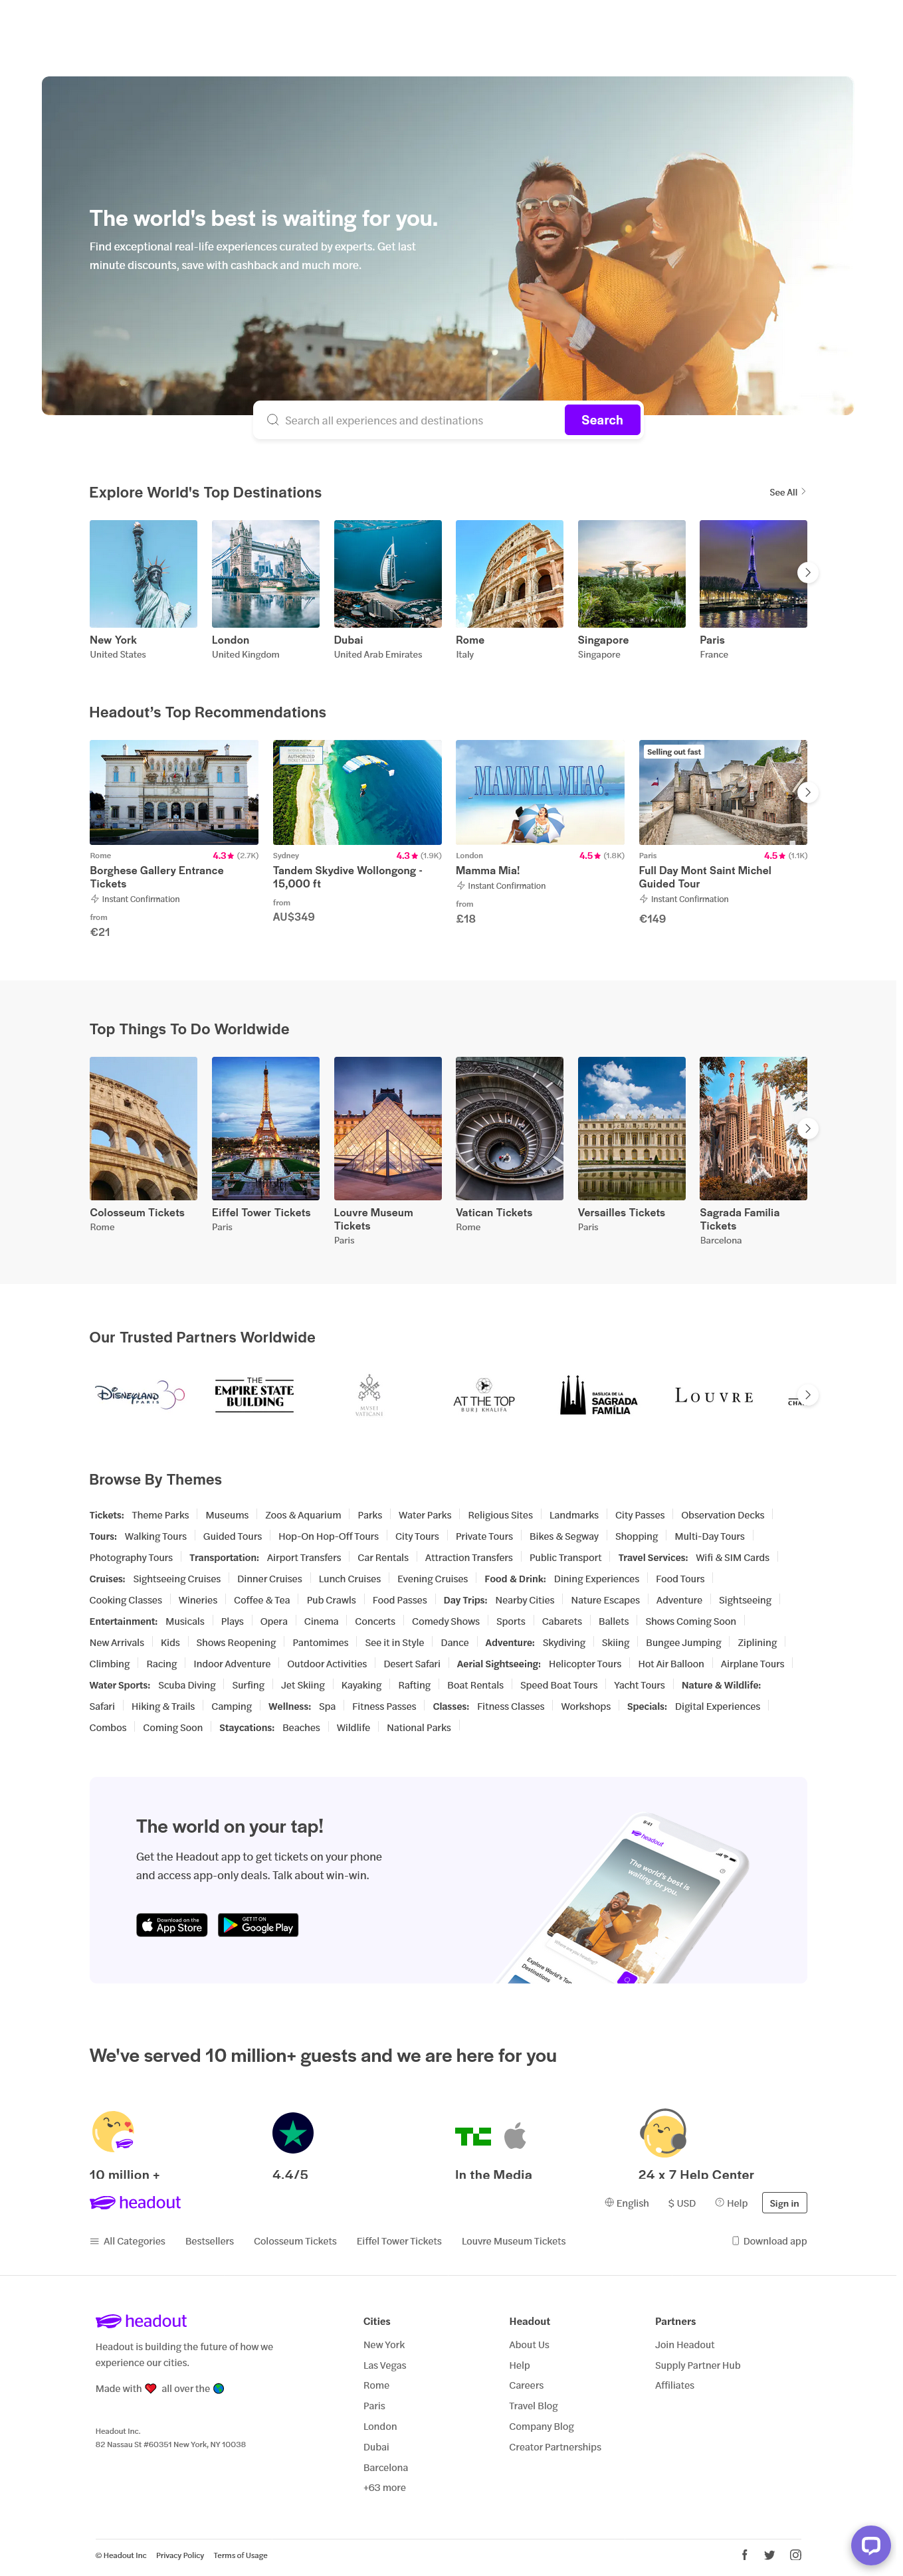 The world's best is waiting for you.
Find exceptional real-life experiences curated by experts. Get last
minute discounts, save with cashback and much more.
Search all experiences and destinations
Search
Explore World's Top Destinations
See All
New York
United States
London
United Kingdom
Dubai
United Arab Emirates
Rome
Italy
Singapore
Singapore
Paris
France
Headout’s Top Recommendations
AUTHORIZED
MAMMA MIA!
Selling out fast
Rome 4.3 (2.7K)
Borghese Gallery Entrance
Tickets
Instant Confirmation
from
€21
Sydney 4.3 (1.9K)
Tandem Skydive Wollongong -
15,000 ft
from
AU$349
London 4.5 (1.8K)
Mamma Mia!
Instant Confirmation
from
£18
Paris 4.5 (1.1K)
Full Day Mont Saint Michel
Guided Tour
Instant Confirmation
€149
Top Things To Do Worldwide
Colosseum Tickets
Rome
Eiffel Tower Tickets
Paris
Louvre Museum
Tickets
Paris
Vatican Tickets
Rome
Versailles Tickets
Paris
Sagrada Familia
Tickets
Barcelona
Our Trusted Partners Worldwide
Disneyland 30
PARIS
THE
EMPIRE STATE
BUILDING
MVSEI
VATICANI
AT THE TOP
BURJ KHALIFA
BASÍLICA DE LA
SAGRADA
FAMÍLIA
LOUVRE
Browse By Themes
Tickets: Theme Parks Museums Zoos & Aquarium Parks Water Parks Religious Sites Landmarks City Passes Observation Decks
Tours: Walking Tours Guided Tours Hop-On Hop-Off Tours City Tours Private Tours Bikes & Segway Shopping Multi-Day Tours
Photography Tours Transportation: Airport Transfers Car Rentals Attraction Transfers Public Transport Travel Services: Wifi & SIM Cards
Cruises: Sightseeing Cruises Dinner Cruises Lunch Cruises Evening Cruises Food & Drink: Dining Experiences Food Tours
Cooking Classes Wineries Coffee & Tea Pub Crawls Food Passes Day Trips: Nearby Cities Nature Escapes Adventure Sightseeing
Entertainment: Musicals Plays Opera Cinema Concerts Comedy Shows Sports Cabarets Ballets Shows Coming Soon
New Arrivals Kids Shows Reopening Pantomimes See it in Style Dance Adventure: Skydiving Skiing Bungee Jumping Ziplining
Climbing Racing Indoor Adventure Outdoor Activities Desert Safari Aerial Sightseeing: Helicopter Tours Hot Air Balloon Airplane Tours
Water Sports: Scuba Diving Surfing Jet Skiing Kayaking Rafting Boat Rentals Speed Boat Tours Yacht Tours Nature & Wildlife:
Safari Hiking & Trails Camping Wellness: Spa Fitness Passes Classes: Fitness Classes Workshops Specials: Digital Experiences
Combos Coming Soon Staycations: Beaches Wildlife National Parks
The world on your tap!
Get the Headout app to get tickets on your phone
and access app-only deals. Talk about win-win.
Download on the
App Store
GET IT ON
Google Play
9:41
headout
The world's best is
waiting for you.
Where are you heading?
Explore World's Top
Destinations
We've served 10 million+ guests and we are here for you
10 million +
4.4/5
In the Media
24 x 7 Help Center
headout
English
$ USD
Help
Sign in
All Categories
Bestsellers
Colosseum Tickets
Eiffel Tower Tickets
Louvre Museum Tickets
Download app
headout
Headout is building the future of how we
experience our cities.
Made with all over the
Headout Inc.
82 Nassau St #60351 New York, NY 10038
Cities
New York
Las Vegas
Rome
Paris
London
Dubai
Barcelona
+63 more
Headout
About Us
Help
Careers
Travel Blog
Company Blog
Creator Partnerships
Partners
Join Headout
Supply Partner Hub
Affiliates
© Headout Inc Privacy Policy Terms of Usage